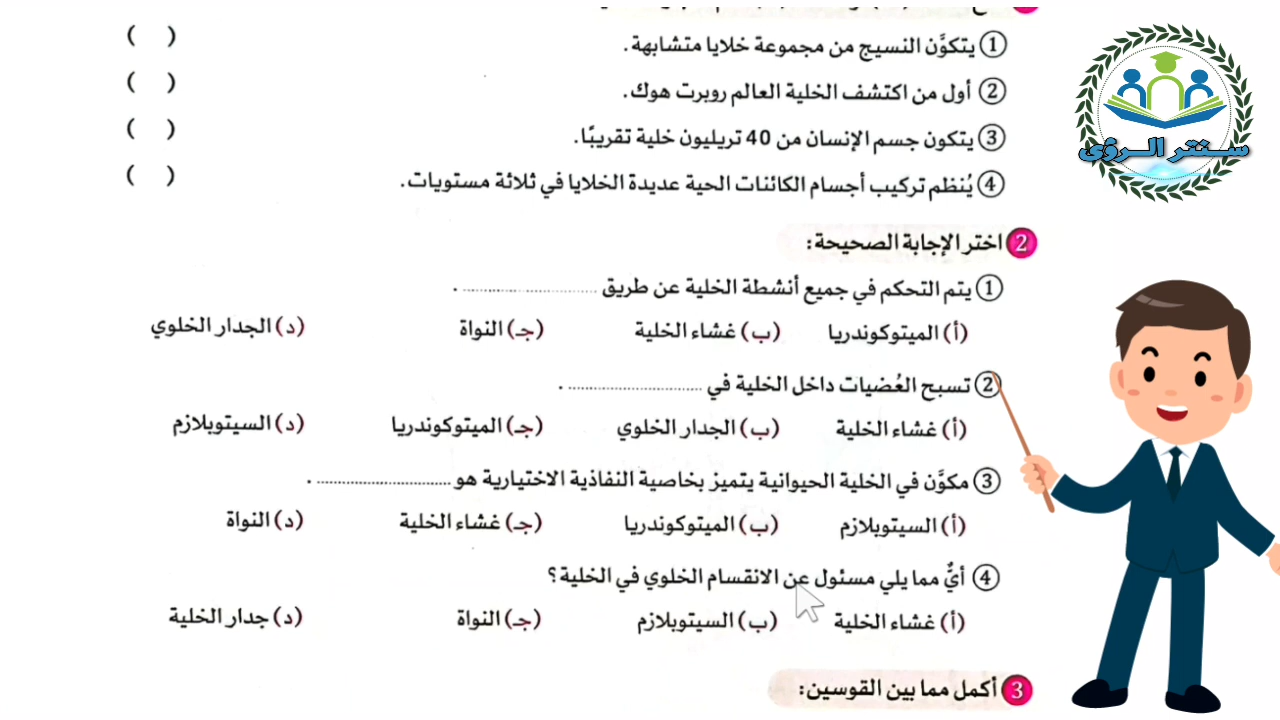 ① يتكوَّن النسيج من مجموعة خلايا متشابهة. ( )
② أول من اكتشف الخلية العالم روبرت هوك. ( )
③ يتكون جسم الإنسان من 40 تريليون خلية تقريبًا. ( )
④ يُنظم تركيب أجسام الكائنات الحية عديدة الخلايا في ثلاثة مستويات. ( )
سنتر الرؤى
2 اختر الإجابة الصحيحة:
① يتم التحكم في جميع أنشطة الخلية عن طريق ............................ .
(أ) الميتوكوندريا (ب) غشاء الخلية (جـ) النواة (د) الجدار الخلوي
② تسبح العُضيات داخل الخلية في ............................ .
(أ) غشاء الخلية (ب) الجدار الخلوي (جـ) الميتوكوندريا (د) السيتوبلازم
③ مكوَّن في الخلية الحيوانية يتميز بخاصية النفاذية الاختيارية هو ............................ .
(أ) السيتوبلازم (ب) الميتوكوندريا (جـ) غشاء الخلية (د) النواة
④ أيٌّ مما يلي مسئول عن الانقسام الخلوي في الخلية؟
(أ) غشاء الخلية (ب) السيتوبلازم (جـ) النواة (د) جدار الخلية
3 أكمل مما بين القوسين: